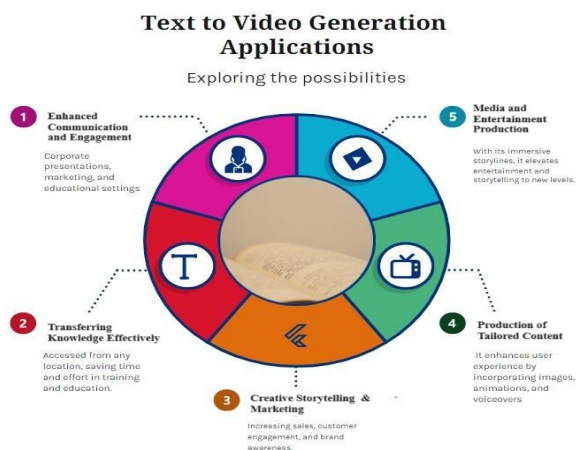 Text to Video Generation
Applications
Exploring the possibilities
1
Enhanced
Communication
and Engagement
Corporate
presentations,
marketing, and
educational settings
2
Transferring
Knowledge Effectively
Accessed from any
location, saving time
and effort in training
and education.
3
Creative Storytelling &
Marketing
Increasing sales, customer
engagement, and brand
awareness.
4
Production of
Tailored Content
It enhances user
experience by
incorporating images,
animations, and
voiceovers
5
Media and
Entertainment
Production
With its immersive
storylines, it elevates
entertainment and
storytelling to new levels.
T